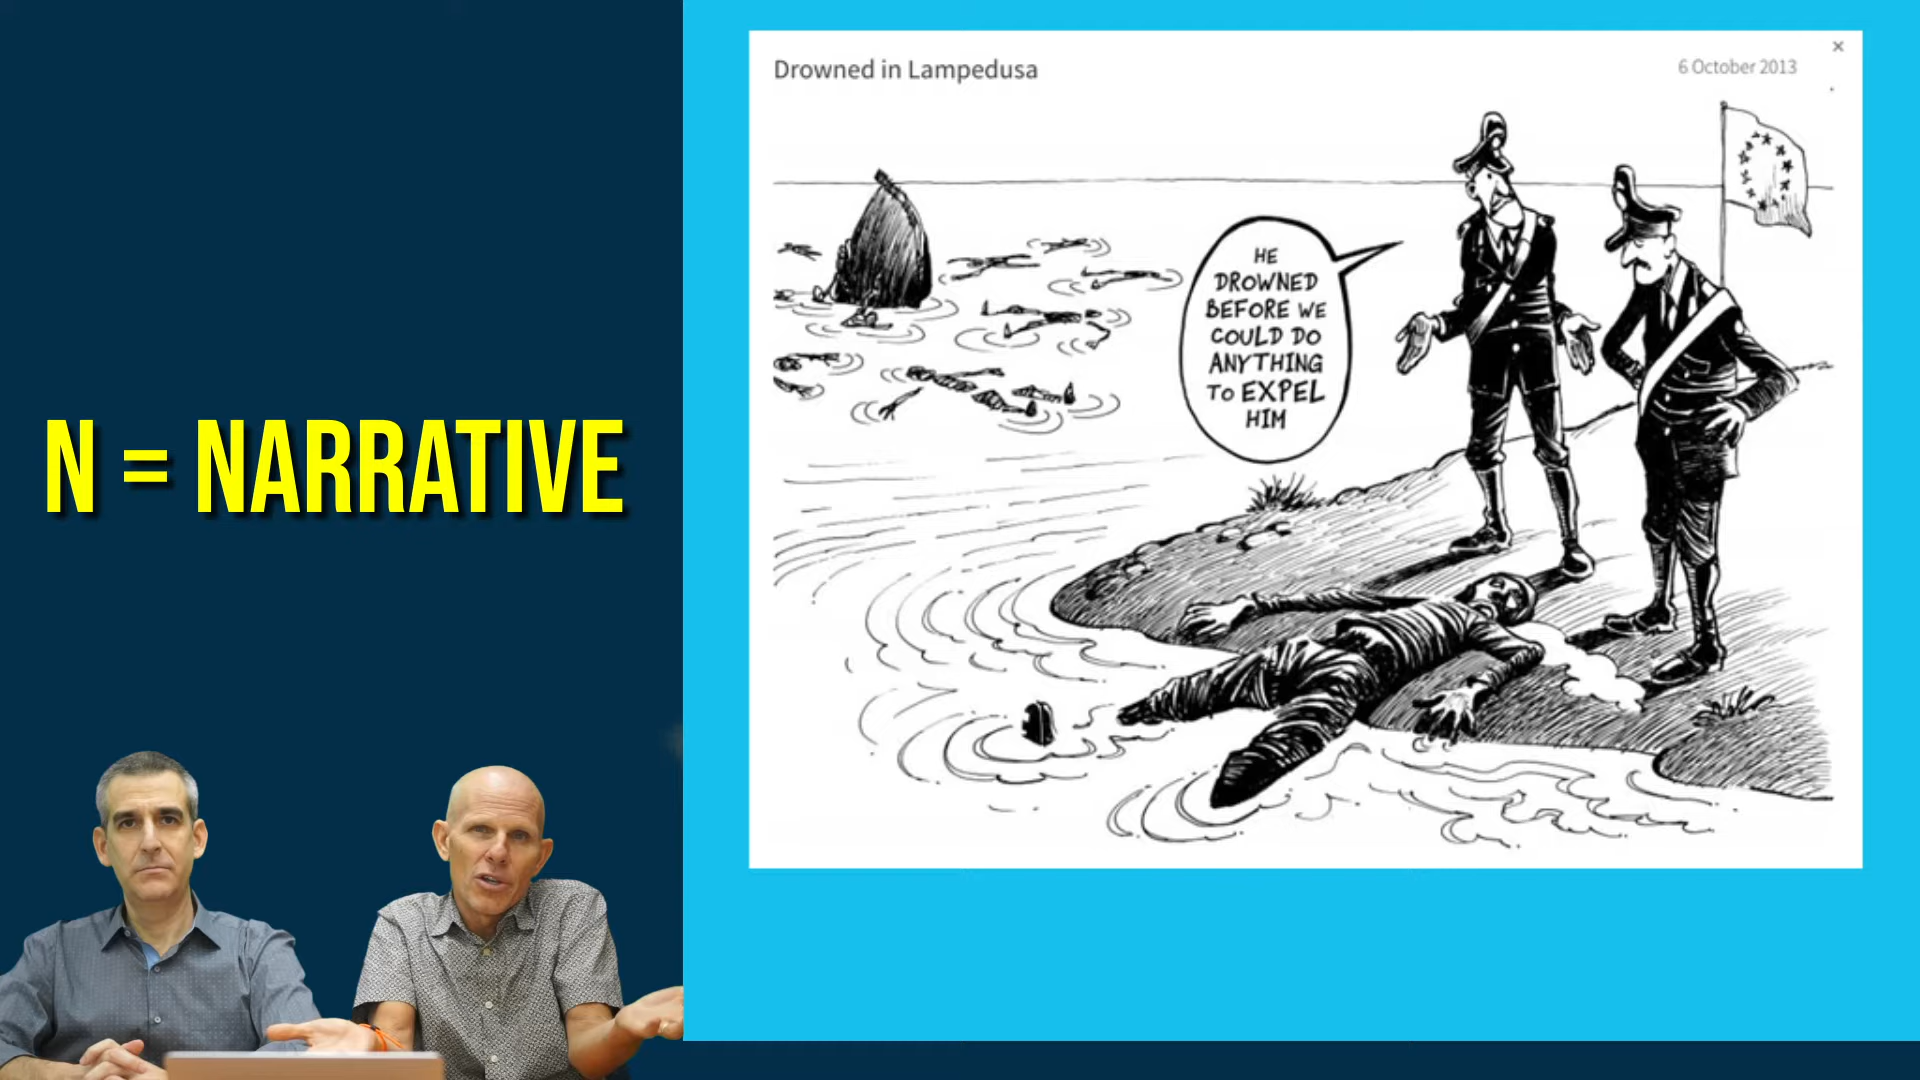 N = NARRATIVE
Drowned in Lampedusa
6 October 2013
×
HE
DROWNED
BEFORE WE
COULD DO
ANYTHING
TO EXPEL
HIM